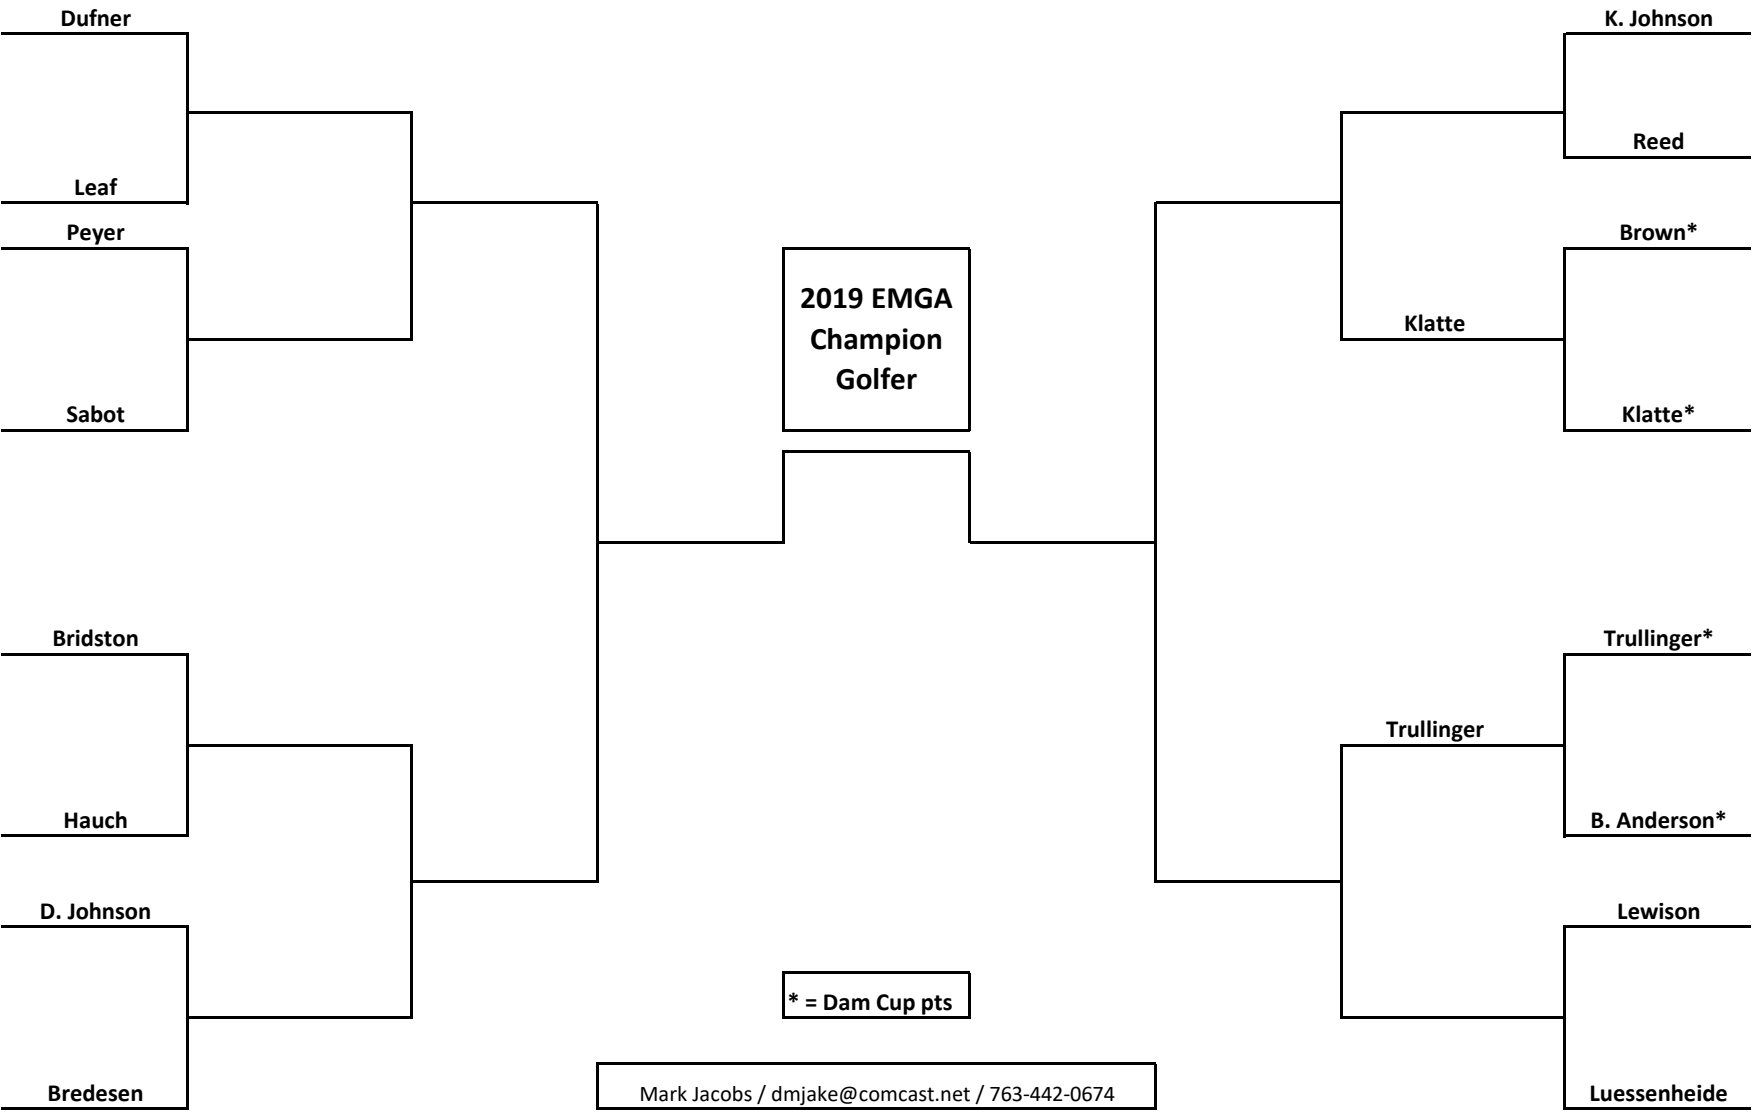 Dufner
K. Johnson
Reed
Leaf
Peyer
Brown*
2019 EMGA
Champion
Golfer
Klatte
Sabot
Klatte*
Bridston
Trullinger*
Trullinger
Hauch
B. Anderson*
D. Johnson
Lewison
* = Dam Cup pts
Bredesen
Mark Jacobs / dmjake@comcast.net / 763-442-0674
Luessenheide